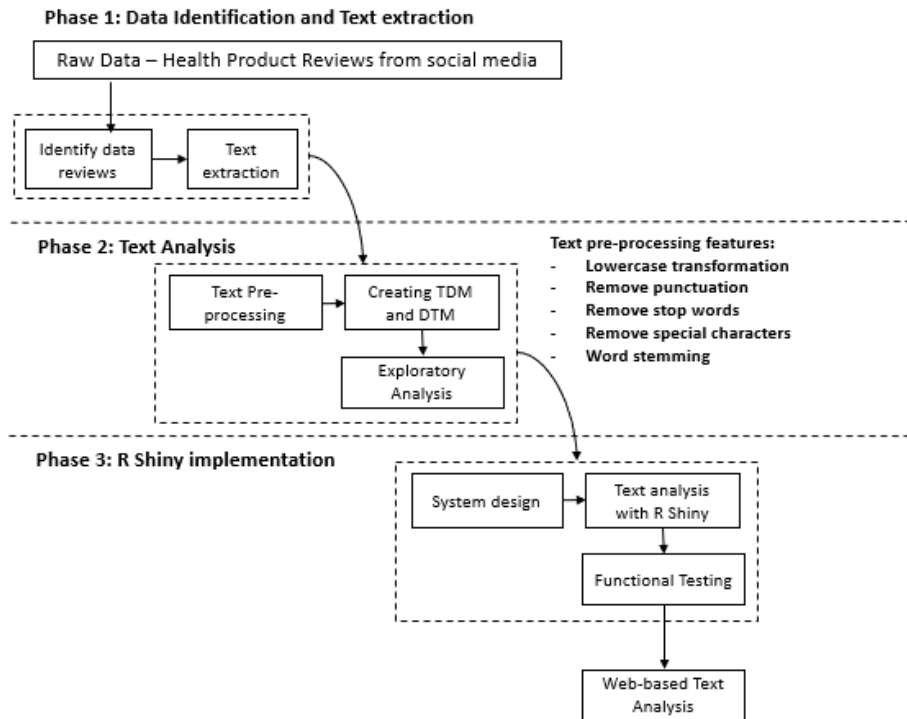 Phase 1: Data Identification and Text extraction
Raw Data – Health Product Reviews from social media
Identify data
reviews
Text
extraction
Phase 2: Text Analysis
Text Pre-
processing
Creating TDM
and DTM
Exploratory
Analysis
Text pre-processing features:
- Lowercase transformation
- Remove punctuation
- Remove stop words
- Remove special characters
- Word stemming
Phase 3: R Shiny implementation
System design
Text analysis
with R Shiny
Functional Testing
Web-based Text
Analysis